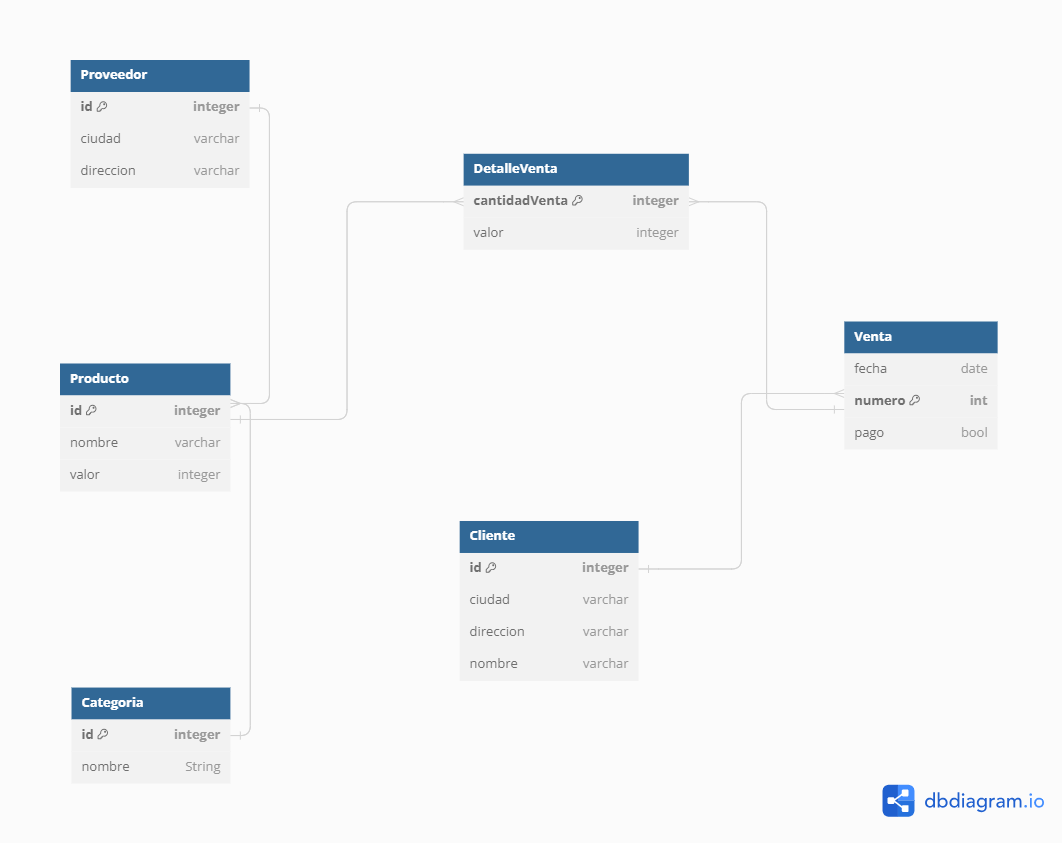 Proveedor
id integer
ciudad varchar
direccion varchar
DetalleVenta
cantidadVenta integer
valor integer
Venta
fecha date
numero int
pago bool
Producto
id integer
nombre varchar
valor integer
Cliente
id integer
ciudad varchar
direccion varchar
nombre varchar
Categoria
id integer
nombre String
dbdiagram.io